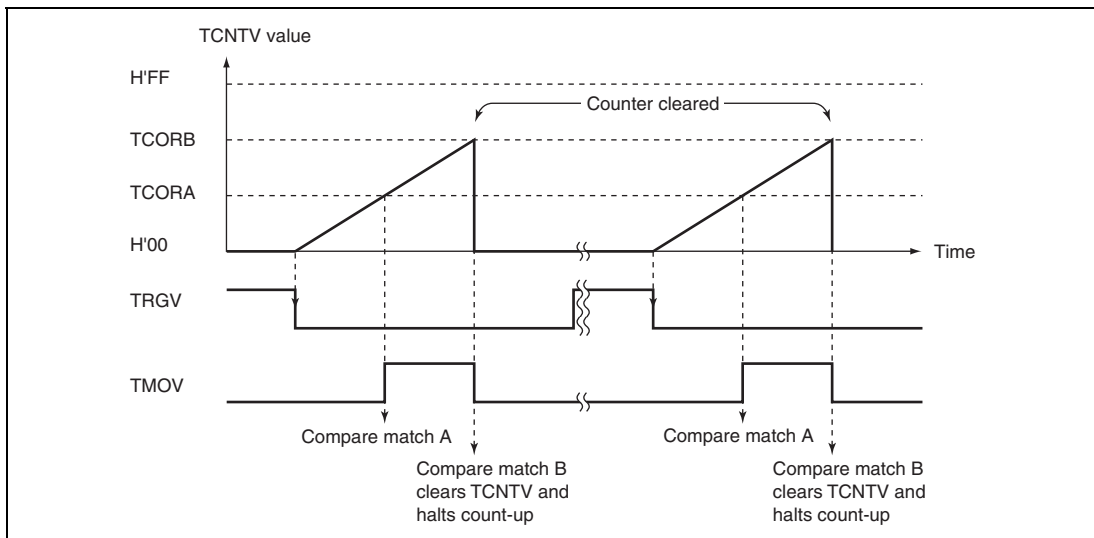 TCNTV value
H'FF
Counter cleared
TCORB
TCORA
H'00
Time
TRGV
TMOV
Compare match A
Compare match A
Compare match B
clears TCNTV and
halts count-up
Compare match B
clears TCNTV and
halts count-up